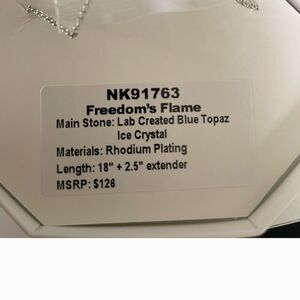 NK91763
Freedom's Flame
Main Stone: Lab Created Blue Topaz
Ice Crystal
Materials: Rhodium Plating
Length: 18" + 2.5" extender
MSRP: $126